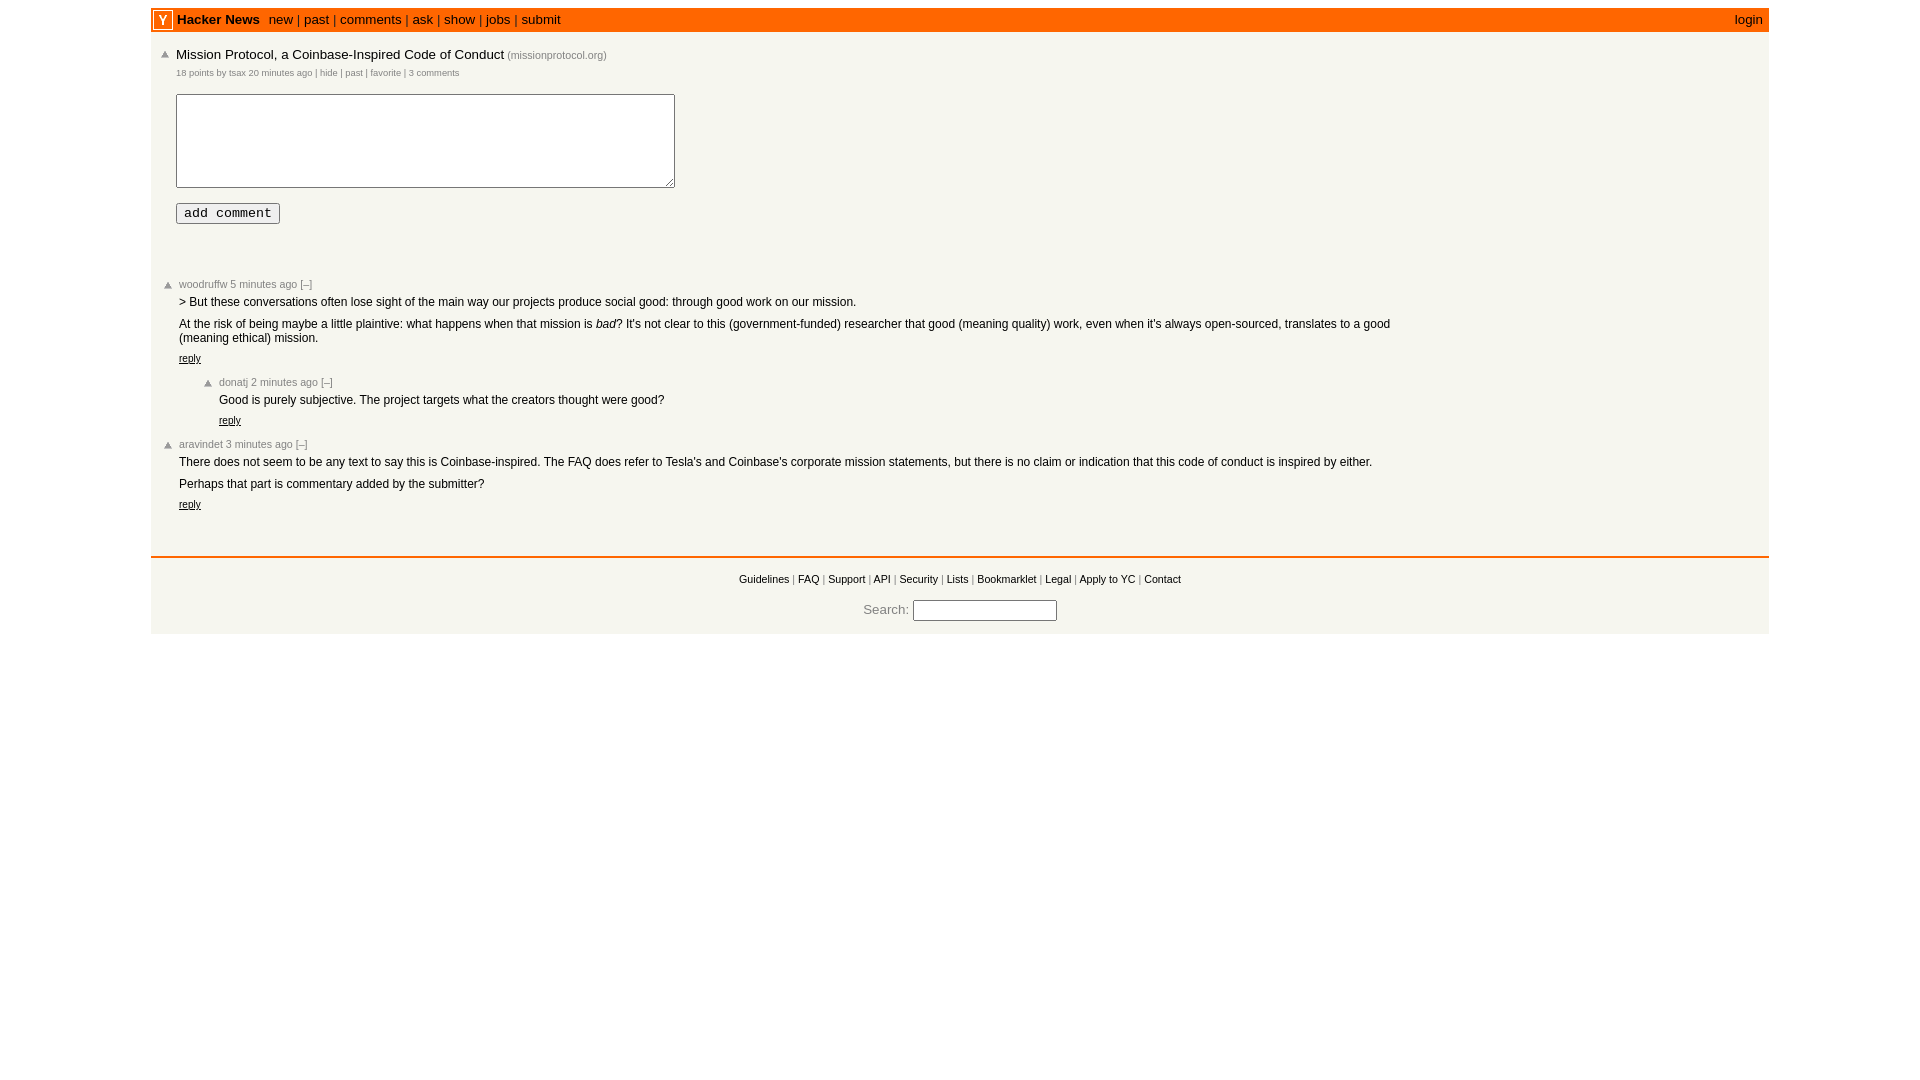 Y Hacker News new | past | comments | ask | show | jobs | submit login
Mission Protocol, a Coinbase-Inspired Code of Conduct (missionprotocol.org)
18 points by tsax 20 minutes ago | hide | past | favorite | 3 comments
add comment
woodruffw 5 minutes ago [–]
> But these conversations often lose sight of the main way our projects produce social good: through good work on our mission.
At the risk of being maybe a little plaintive: what happens when that mission is bad? It's not clear to this (government-funded) researcher that good (meaning quality) work, even when it's always open-sourced, translates to a good
(meaning ethical) mission.
reply
donatj 2 minutes ago [–]
Good is purely subjective. The project targets what the creators thought were good?
reply
aravindet 3 minutes ago [–]
There does not seem to be any text to say this is Coinbase-inspired. The FAQ does refer to Tesla's and Coinbase's corporate mission statements, but there is no claim or indication that this code of conduct is inspired by either.
Perhaps that part is commentary added by the submitter?
reply
Guidelines | FAQ | Support | API | Security | Lists | Bookmarklet | Legal | Apply to YC | Contact
Search: